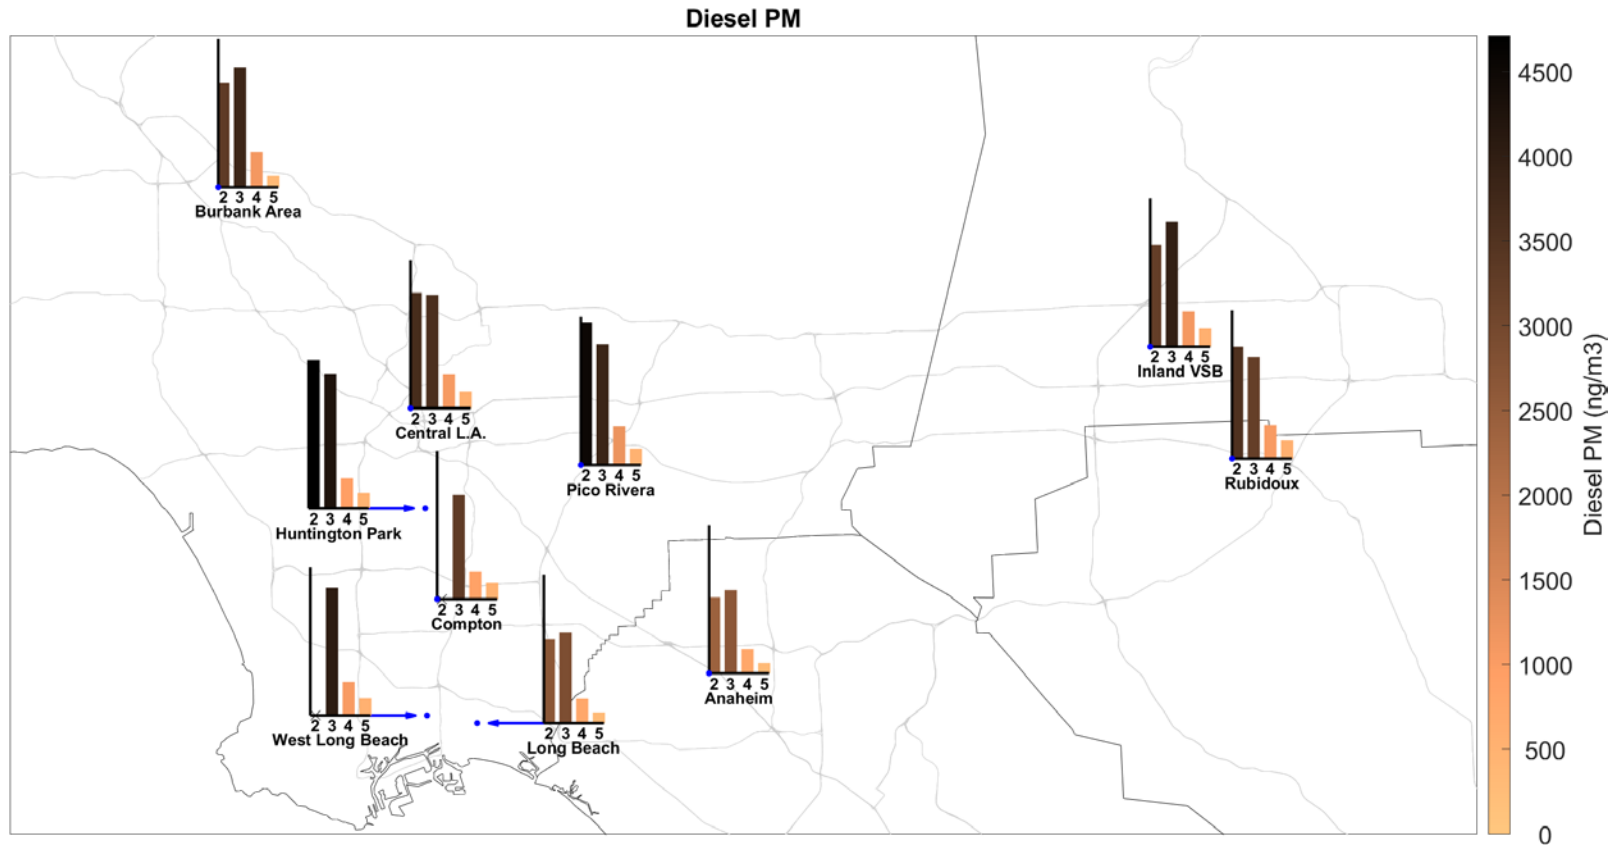 Diesel PM
2 3 4 5
Burbank Area
2 3 4 5
Inland VSB
2 3 4 5
Central L.A.
2 3 4 5
Pico Rivera
2 3 4 5
Rubidoux
2 3 4 5
Huntington Park
2 3 4 5
Compton
2 3 4 5
Anaheim
2 3 4 5
West Long Beach
2 3 4 5
Long Beach
4500
4000
3500
3000
2500
2000
1500
1000
500
0
Diesel PM (ng/m3)